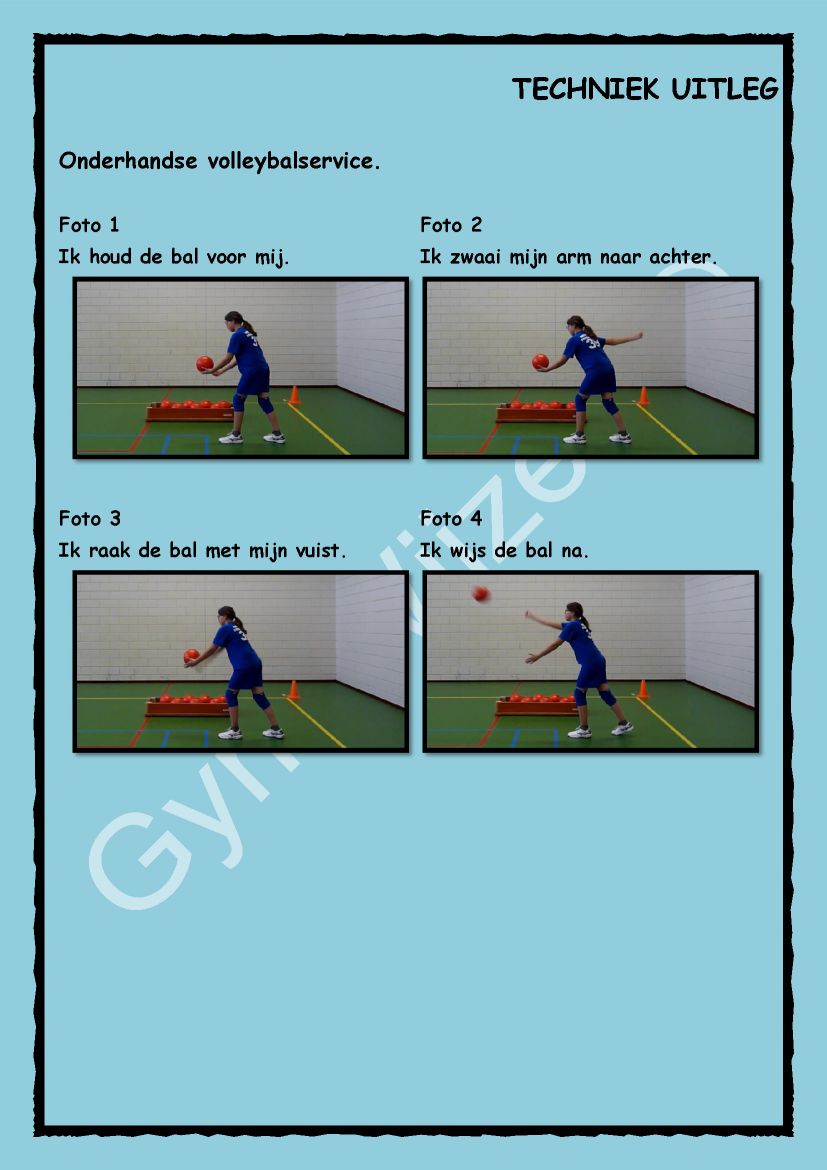 TECHNIEK UITLEG
Onderhandse volleybalservice.
Foto 1
Ik houd de bal voor mij.
Foto 2
Ik zwaai mijn arm naar achter.
Foto 3
Ik raak de bal met mijn vuist.
Foto 4
Ik wijs de bal na.